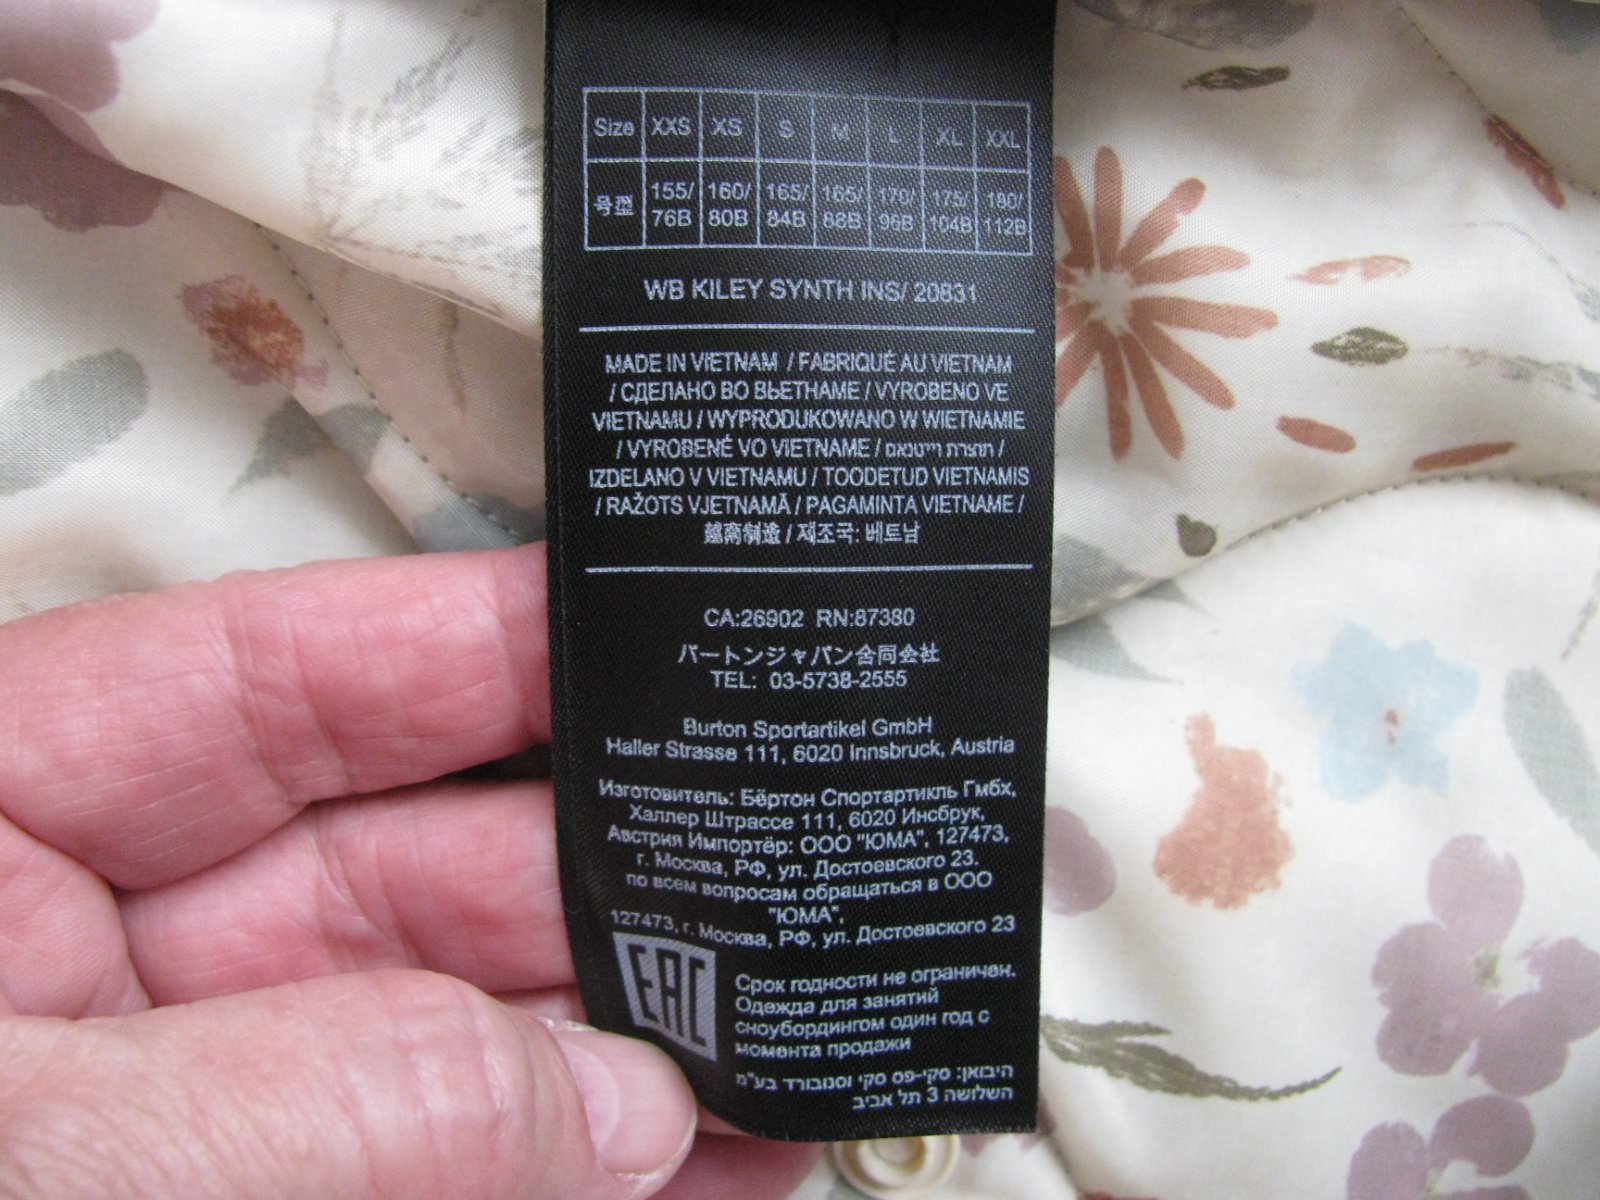 Size XXS XS S M L XL XXL
号型 155/76B 160/80B 165/84B 165/88B 170/96B 175/104B 180/112B
WB KILEY SYNTH INS/ 20831
MADE IN VIETNAM / FABRIQUÉ AU VIETNAM
/ СДЕЛАНО ВО ВЬЕТНАМЕ / VYROBENO VE
VIETNAMU / WYPRODUKOWANO W WIETNAMIE
/ VYROBENÉ VO VIETNAME / תוצרת וייטנאם /
IZDELANO V VIETNAMU / TOODETUD VIETNAMIS
/ RAŽOTS VJETNAMĀ / PAGAMINTA VIETNAME /
越南制造 / 제조국: 베트남
CA:26902 RN:87380
バートンジャパン合同会社
TEL: 03-5738-2555
Burton Sportartikel GmbH
Haller Strasse 111, 6020 Innsbruck, Austria
Изготовитель: Бёртон Спортартикль Гмбх,
Халлер Штрассе 111, 6020 Инсбрук,
Австрия Импортёр: ООО "ЮМА", 127473,
г. Москва, РФ, ул. Достоевского 23.
по всем вопросам обращаться в ООО
"ЮМА",
127473, г. Москва, РФ, ул. Достоевского 23
EAC
Срок годности не ограничен.
Одежда для занятий
сноубордингом один год с
момента продажи
היבואן: סקי-פס סקי וסנובורד בע"מ
השלושה 3 תל אביב